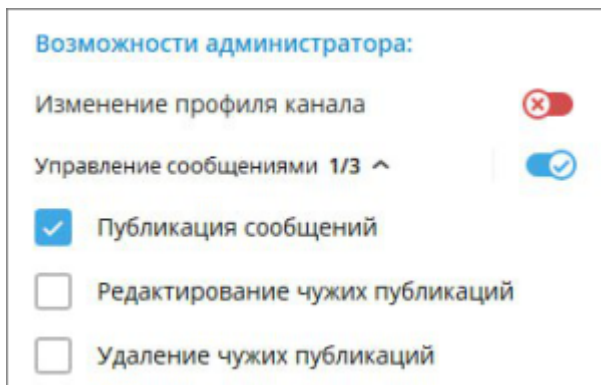 Возможности администратора:
Изменение профиля канала
Управление сообщениями 1/3
Публикация сообщений
Редактирование чужих публикаций
Удаление чужих публикаций